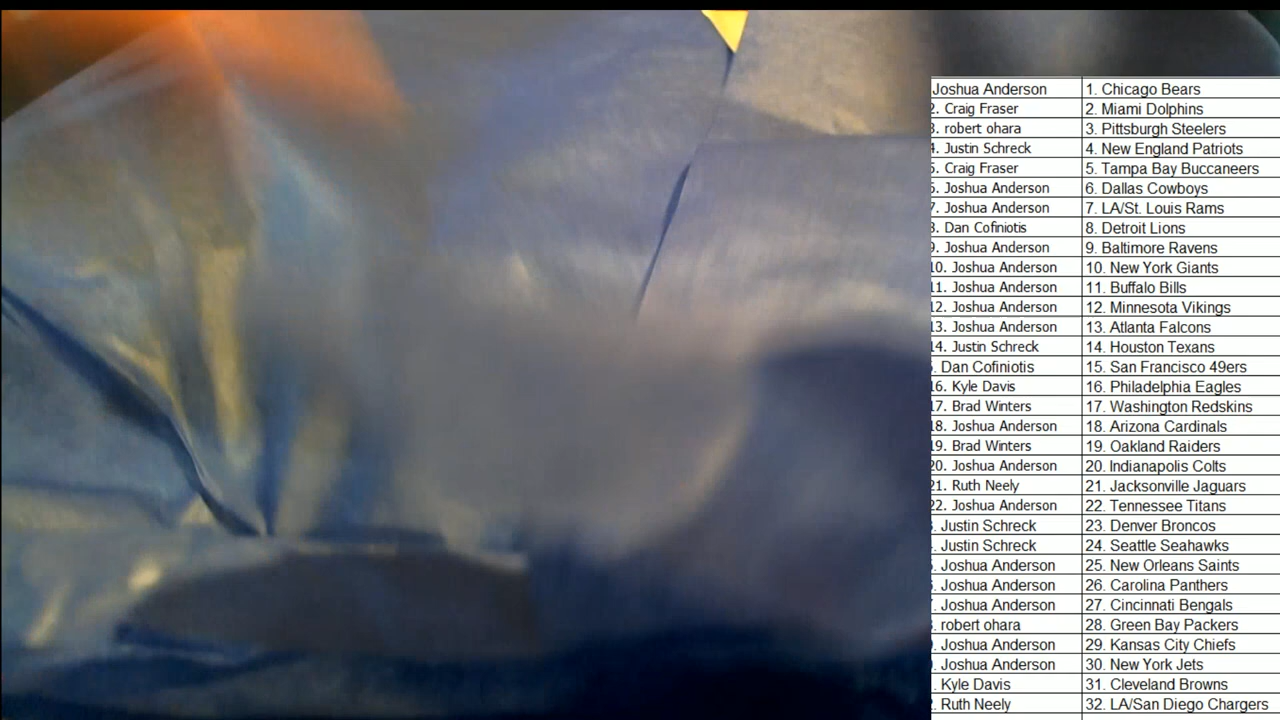 Joshua Anderson 1. Chicago Bears
2. Craig Fraser 2. Miami Dolphins
3. robert ohara 3. Pittsburgh Steelers
4. Justin Schreck 4. New England Patriots
5. Craig Fraser 5. Tampa Bay Buccaneers
6. Joshua Anderson 6. Dallas Cowboys
7. Joshua Anderson 7. LA/St. Louis Rams
8. Dan Cofiniotis 8. Detroit Lions
9. Joshua Anderson 9. Baltimore Ravens
10. Joshua Anderson 10. New York Giants
11. Joshua Anderson 11. Buffalo Bills
12. Joshua Anderson 12. Minnesota Vikings
13. Joshua Anderson 13. Atlanta Falcons
14. Justin Schreck 14. Houston Texans
. Dan Cofiniotis 15. San Francisco 49ers
16. Kyle Davis 16. Philadelphia Eagles
17. Brad Winters 17. Washington Redskins
18. Joshua Anderson 18. Arizona Cardinals
19. Brad Winters 19. Oakland Raiders
20. Joshua Anderson 20. Indianapolis Colts
21. Ruth Neely 21. Jacksonville Jaguars
22. Joshua Anderson 22. Tennessee Titans
. Justin Schreck 23. Denver Broncos
. Justin Schreck 24. Seattle Seahawks
. Joshua Anderson 25. New Orleans Saints
. Joshua Anderson 26. Carolina Panthers
. Joshua Anderson 27. Cincinnati Bengals
. robert ohara 28. Green Bay Packers
. Joshua Anderson 29. Kansas City Chiefs
. Joshua Anderson 30. New York Jets
. Kyle Davis 31. Cleveland Browns
. Ruth Neely 32. LA/San Diego Chargers